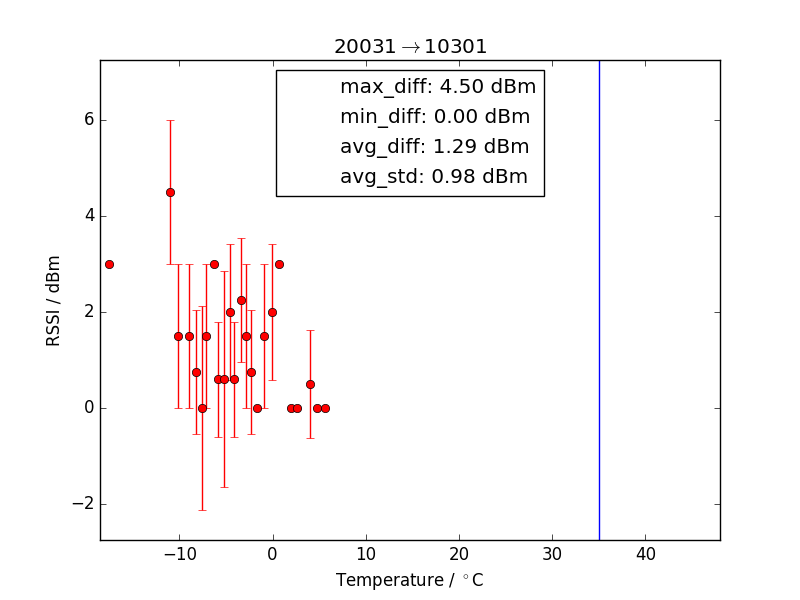 20031→10301
max_diff: 4.50 dBm
min_diff: 0.00 dBm
avg_diff: 1.29 dBm
avg_std: 0.98 dBm
6
4
2
0
−2
RSSI / dBm
−10 0 10 20 30 40
Temperature / °C